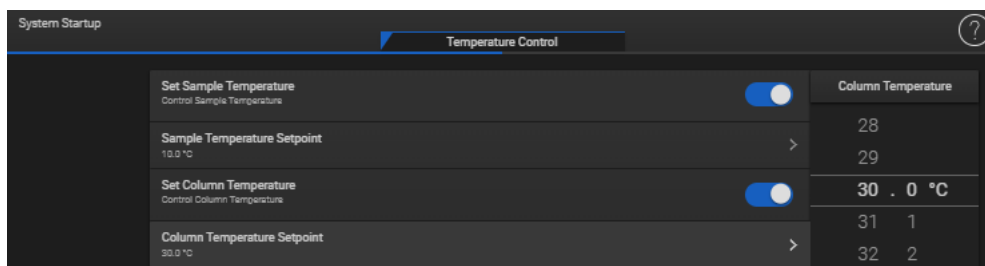 System Startup
?
Temperature Control
Set Sample Temperature
Control Sample Temperature
Sample Temperature Setpoint
10.0 °C
Set Column Temperature
Control Column Temperature
Column Temperature Setpoint
30.0 °C
Column Temperature
28
29
30 . 0 °C
31 1
32 2